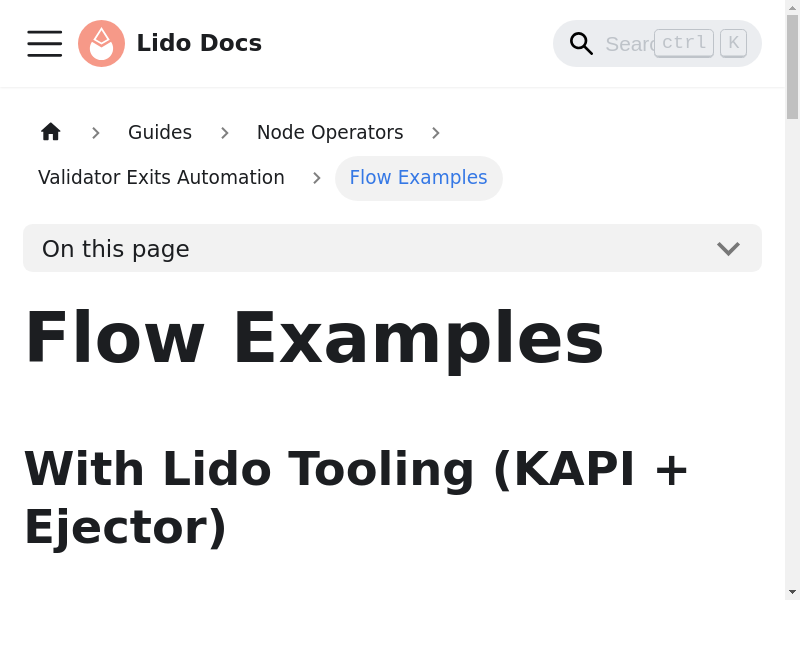 Lido Docs
Searc
ctrl K
Guides
Node Operators
Validator Exits Automation
Flow Examples
On this page
Flow Examples
With Lido Tooling (KAPI +
Ejector)